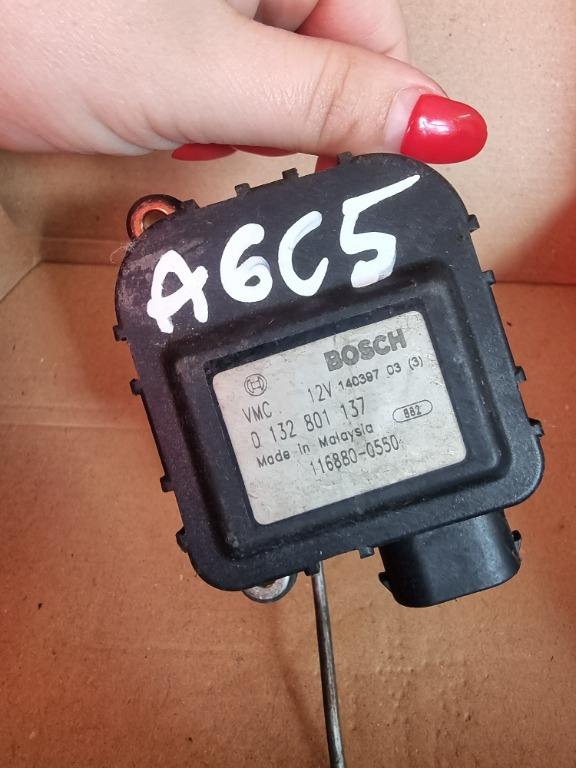 A6C5
BOSCH
VMC 12V 140397 03 (3)
0 132 801 137
882
Made in Malaysia
116880-0550